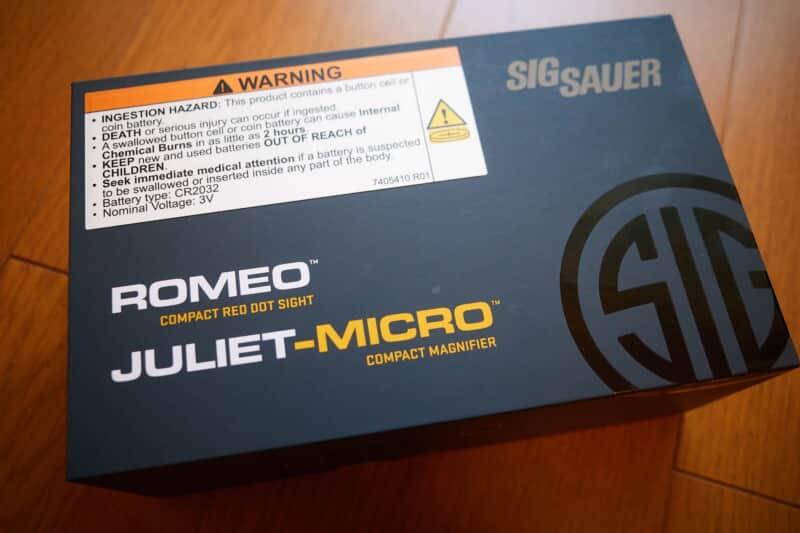 WARNING
• INGESTION HAZARD: This product contains a button cell or
coin battery.
• DEATH or serious injury can occur if ingested.
• A swallowed button cell or coin battery can cause Internal
Chemical Burns in as little as 2 hours.
• KEEP new and used batteries OUT OF REACH of
CHILDREN.
• Seek immediate medical attention if a battery is suspected
to be swallowed or inserted inside any part of the body.
• Battery type: CR2032
• Nominal Voltage: 3V
7405410 R01
SIG SAUER
SIG
ROMEO™
COMPACT RED DOT SIGHT
JULIET-MICRO™
COMPACT MAGNIFIER